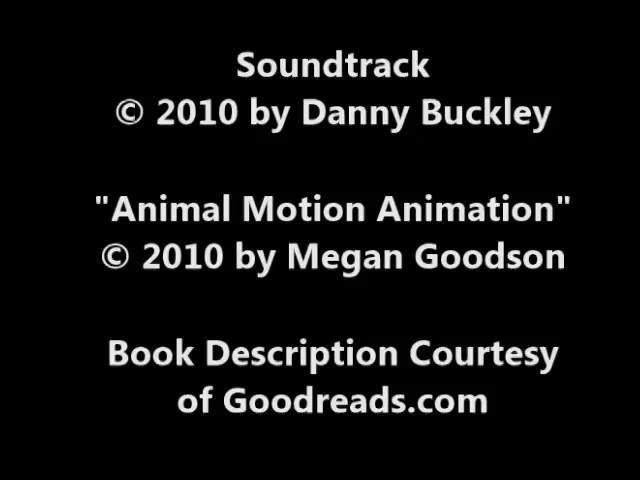 Soundtrack
© 2010 by Danny Buckley
"Animal Motion Animation"
© 2010 by Megan Goodson
Book Description Courtesy
of Goodreads.com